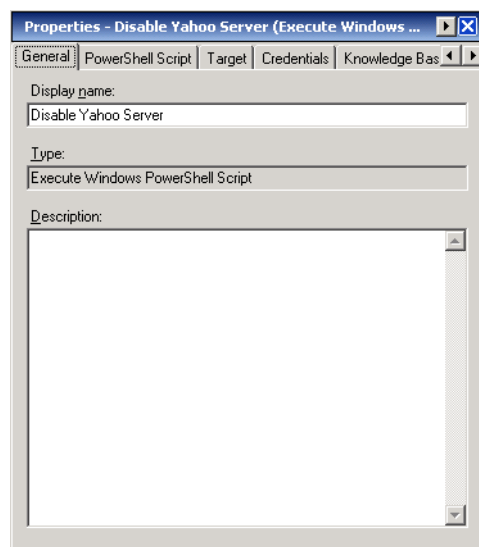 Properties - Disable Yahoo Server (Execute Windows ...
General PowerShell Script Target Credentials Knowledge Bas
Display name:
Disable Yahoo Server
Type:
Execute Windows PowerShell Script
Description: